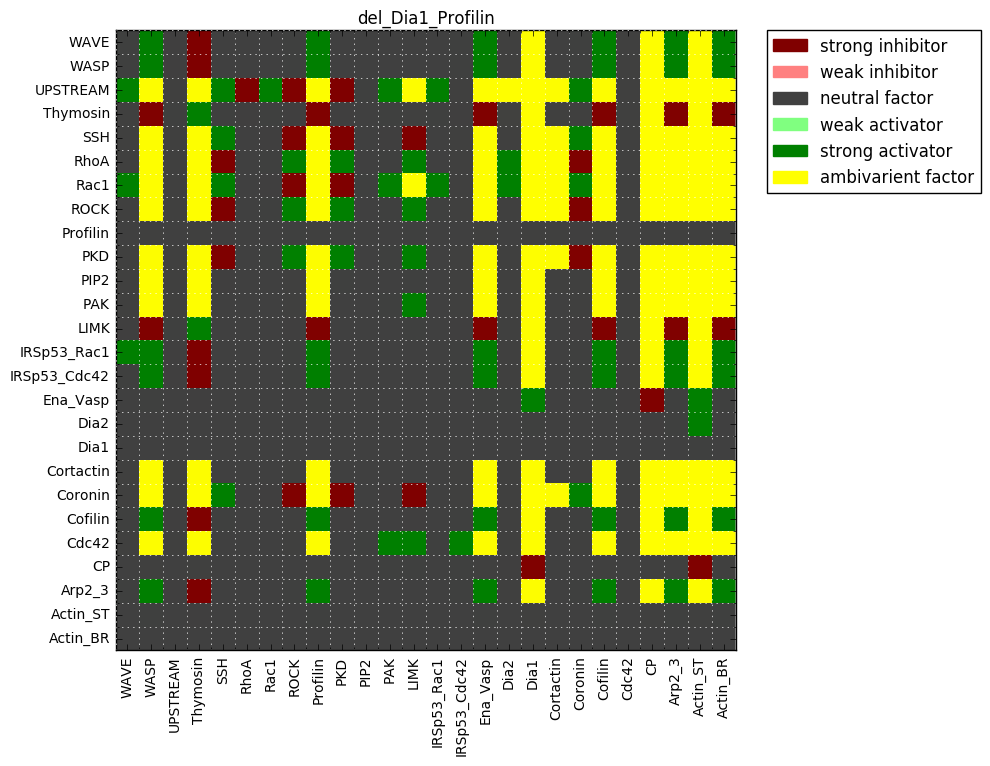 del_Dia1_Profilin
WAVE
WASP
UPSTREAM
Thymosin
SSH
RhoA
Rac1
ROCK
Profilin
PKD
PIP2
PAK
LIMK
IRSp53_Rac1
IRSp53_Cdc42
Ena_Vasp
Dia2
Dia1
Cortactin
Coronin
Cofilin
Cdc42
CP
Arp2_3
Actin_ST
Actin_BR
WAVE
WASP
UPSTREAM
Thymosin
SSH
RhoA
Rac1
ROCK
Profilin
PKD
PIP2
PAK
LIMK
IRSp53_Rac1
IRSp53_Cdc42
Ena_Vasp
Dia2
Dia1
Cortactin
Coronin
Cofilin
Cdc42
CP
Arp2_3
Actin_ST
Actin_BR
strong inhibitor
weak inhibitor
neutral factor
weak activator
strong activator
ambivarient factor